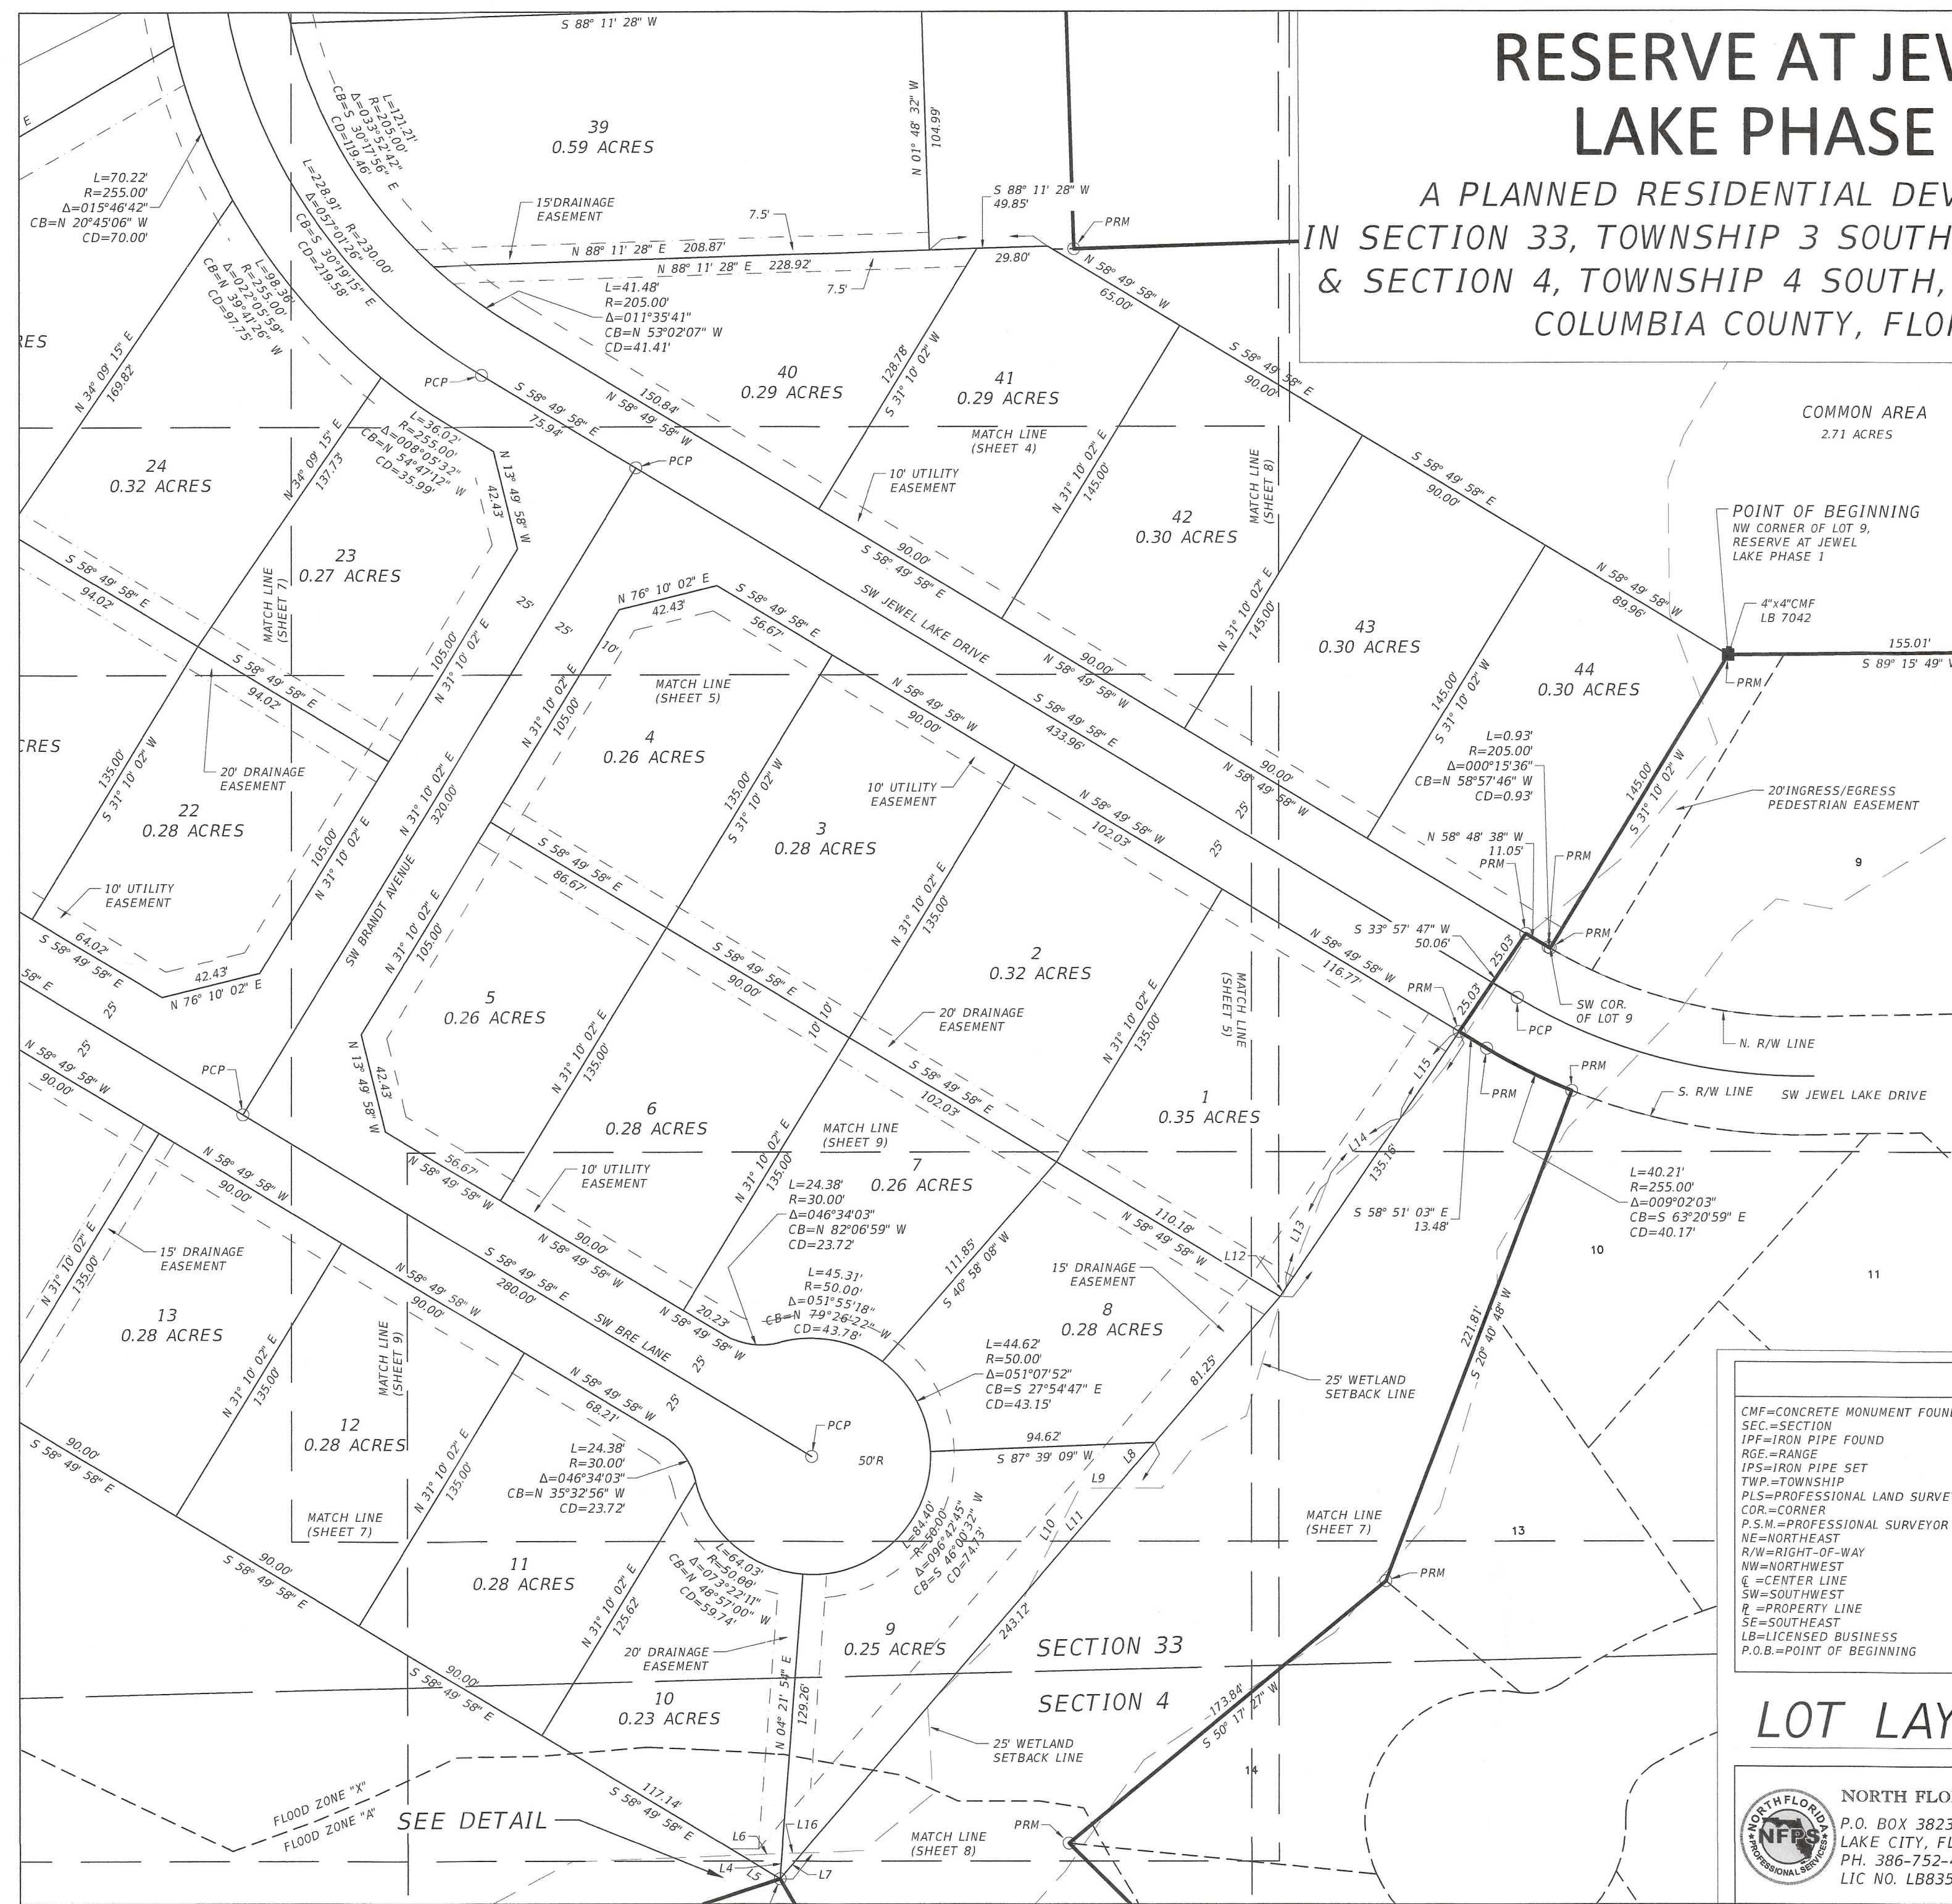 RESERVE AT JEW
LAKE PHASE
A PLANNED RESIDENTIAL DEV
IN SECTION 33, TOWNSHIP 3 SOUTH
& SECTION 4, TOWNSHIP 4 SOUTH,
COLUMBIA COUNTY, FLO
S 88° 11' 28" W
N 01° 48' 32" W
104.99'
39
0.59 ACRES
L=121.21'
R=205.00'
Δ=033°52'42"
CB=S 30°17'56" E
CD=119.46'
E
L=70.22'
R=255.00'
Δ=015°46'42"
CB=N 20°45'06" W
CD=70.00'
L=228.91'
R=230.00'
Δ=057°01'26"
CB=S 30°19'15" E
CD=219.58'
15'DRAINAGE
EASEMENT
7.5'
S 88° 11' 28" W
49.85'
PRM
N 88° 11' 28" E 208.87'
N 88° 11' 28" E 228.92'
7.5'
29.80'
N 58° 49' 58" W
65.00'
L=98.36'
R=255.00'
Δ=022°05'59"
CB=N 39°41'26" W
CD=97.75'
L=41.48'
R=205.00'
Δ=011°35'41"
CB=N 53°02'07" W
CD=41.41'
RES
N 34° 09' 15" E
169.82'
PCP
S 58° 49' 58" E
75.94'
150.84'
N 58° 49' 58" W
40
0.29 ACRES
128.78'
S 31° 10' 02" W
41
0.29 ACRES
S 58° 49' 58" E
90.00'
COMMON AREA
2.71 ACRES
24
0.32 ACRES
N 34° 09' 15" E
137.73'
L=36.02'
R=255.00'
Δ=008°05'32"
CB=N 54°47'12" W
CD=35.99'
N 13° 49' 58" W
42.43'
PCP
MATCH LINE
(SHEET 4)
10' UTILITY
EASEMENT
N 31° 10' 02" E
145.00'
MATCH LINE
(SHEET 8)
S 58° 49' 58" E
90.00'
42
0.30 ACRES
POINT OF BEGINNING
NW CORNER OF LOT 9,
RESERVE AT JEWEL
LAKE PHASE 1
23
0.27 ACRES
S 58° 49' 58" E
94.02'
MATCH LINE
(SHEET 7)
25'
25'
10'
N 76° 10' 02" E
42.43'
S 58° 49' 58" E
56.67'
SW JEWEL LAKE DRIVE
90.00'
S 58° 49' 58" E
N 31° 10' 02" E
145.00'
43
0.30 ACRES
N 58° 49' 58" W
89.96'
4"x4"CMF
LB 7042
155.01'
S 89° 15' 49" W
PRM
44
0.30 ACRES
S 58° 49' 58" E
94.02'
105.00'
N 31° 10' 02" E
N 31° 10' 02" E
105.00'
MATCH LINE
(SHEET 5)
4
0.26 ACRES
N 58° 49' 58" W
90.00'
90.00'
N 58° 49' 58" W
S 58° 49' 58" E
433.96'
145.00'
S 31° 10' 02" W
CRES
135.00'
S 31° 10' 02" W
20' DRAINAGE
EASEMENT
22
0.28 ACRES
N 31° 10' 02" E
320.00'
135.00'
S 31° 10' 02" W
10' UTILITY
EASEMENT
3
0.28 ACRES
N 58° 49' 58" W
102.03'
90.00'
N 58° 49' 58" W
25'
25'
L=0.93'
R=205.00'
Δ=000°15'36"
CB=N 58°57'46" W
CD=0.93'
145.00'
S 31° 10' 02" W
20'INGRESS/EGRESS
PEDESTRIAN EASEMENT
N 58° 48' 38" W
11.05'
PRM
PRM
9
105.00'
N 31° 10' 02" E
10' UTILITY
EASEMENT
SW BRANDT AVENUE
N 31° 10' 02" E
105.00'
S 58° 49' 58" E
86.67'
N 31° 10' 02" E
135.00'
64.02'
S 58° 49' 58" E
42.43'
N 76° 10' 02" E
58" E
25'
25'
5
0.26 ACRES
S 58° 49' 58" E
90.00'
10' 10'
20' DRAINAGE
EASEMENT
2
0.32 ACRES
MATCH LINE
(SHEET 5)
N 58° 49' 58" W
116.77'
S 33° 57' 47" W
50.06'
25.03'
25.03'
PRM
PRM
SW COR.
OF LOT 9
PCP
N. R/W LINE
N 58° 49' 58" W
90.00'
PCP
N 13° 49' 58" W
42.43'
N 31° 10' 02" E
135.00'
6
0.28 ACRES
S 58° 49' 58" E
102.03'
N 31° 10' 02" E
135.00'
1
0.35 ACRES
L15
PRM
PRM
S. R/W LINE
SW JEWEL LAKE DRIVE
L14
135.16'
N 58° 49' 58" W
90.00'
N 58° 49' 58" W
56.67'
10' UTILITY
EASEMENT
N 31° 10' 02" E
135.00'
MATCH LINE
(SHEET 9)
7
0.26 ACRES
L=24.38'
R=30.00'
Δ=046°34'03"
CB=N 82°06'59" W
CD=23.72'
L=40.21'
R=255.00'
Δ=009°02'03"
CB=S 63°20'59" E
CD=40.17'
S 58° 51' 03" E
13.48'
110.18'
N 58° 49' 58" W
L13
L12
10
11
N 31° 10' 02" E
135.00'
15' DRAINAGE
EASEMENT
90.00'
N 58° 49' 58" W
S 58° 49' 58" E
280.00'
N 58° 49' 58" W
90.00'
111.85'
S 40° 58' 08" W
15' DRAINAGE
EASEMENT
13
0.28 ACRES
L=45.31'
R=50.00'
Δ=051°55'18"
CB=N 79°26'22" W
CD=43.78'
20.23'
N 58° 49' 58" W
SW BRE LANE
25'
25'
8
0.28 ACRES
L=44.62'
R=50.00'
Δ=051°07'52"
CB=S 27°54'47" E
CD=43.15'
81.25'
25' WETLAND
SETBACK LINE
221.81'
S 20° 40' 48" W
MATCH LINE
(SHEET 9)
N 31° 10' 02" E
135.00'
N 58° 49' 58" W
68.21'
PCP
50'R
12
0.28 ACRES
N 31° 10' 02" E
135.00'
L=24.38'
R=30.00'
Δ=046°34'03"
CB=N 35°32'56" W
CD=23.72'
94.62'
S 87° 39' 09" W
L8
L9
90.00'
S 58° 49' 58" E
L10
L11
MATCH LINE
(SHEET 7)
MATCH LINE
(SHEET 7)
13
L=84.40'
R=50.00'
Δ=096°42'45"
CB=S 46°00'32" W
CD=74.73'
L=64.03'
R=50.00'
Δ=073°22'11"
CB=N 48°57'00" W
CD=59.74'
90.00'
S 58° 49' 58" E
11
0.28 ACRES
N 31° 10' 02" E
125.62'
243.12'
PRM
9
0.25 ACRES
20' DRAINAGE
EASEMENT
SECTION 33
SECTION 4
90.00'
S 58° 49' 58" E
10
0.23 ACRES
N 04° 21' 54" E
129.26'
25' WETLAND
SETBACK LINE
173.84'
S 50° 17' 27" W
14
FLOOD ZONE "X"
FLOOD ZONE "A"
SEE DETAIL
117.14'
S 58° 49' 58" E
L6
L16
L4
L5
L7
MATCH LINE
(SHEET 8)
PRM
CMF=CONCRETE MONUMENT FOUN
SEC.=SECTION
IPF=IRON PIPE FOUND
RGE.=RANGE
IPS=IRON PIPE SET
TWP.=TOWNSHIP
PLS=PROFESSIONAL LAND SURVE
COR.=CORNER
P.S.M.=PROFESSIONAL SURVEYOR
NE=NORTHEAST
R/W=RIGHT-OF-WAY
NW=NORTHWEST
℄ =CENTER LINE
SW=SOUTHWEST
PL =PROPERTY LINE
SE=SOUTHEAST
LB=LICENSED BUSINESS
P.O.B.=POINT OF BEGINNING
LOT LAY
NORTH FLORIDA
NFPS
PROFESSIONAL SERVICES
NORTH FLO
P.O. BOX 3823
LAKE CITY, FL
PH. 386-752-4
LIC NO. LB835